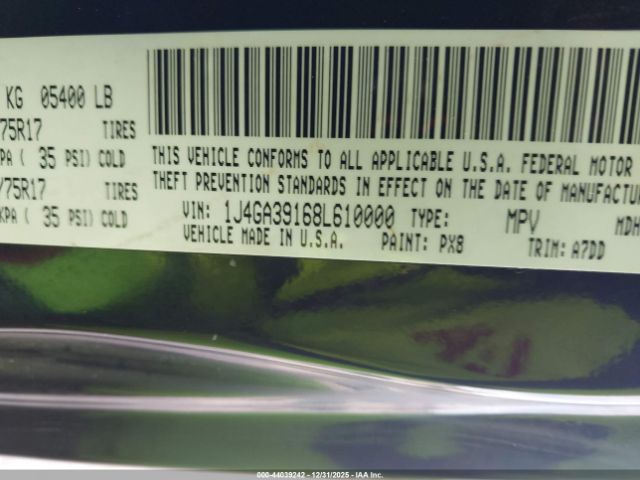 KG 05400 LB
75R17 TIRES
KPA ( 35 PSI) COLD
/75R17 TIRES
KPA ( 35 PSI) COLD
THIS VEHICLE CONFORMS TO ALL APPLICABLE U.S.A. FEDERAL MOTOR
THEFT PREVENTION STANDARDS IN EFFECT ON THE DATE OF MANUFACTU
VIN: 1J4GA39168L610000 TYPE: MPV MDH
VEHICLE MADE IN U.S.A. PAINT: PX8 TRIM: A7DD
000-44039242 - 12/31/2025 - IAA Inc.